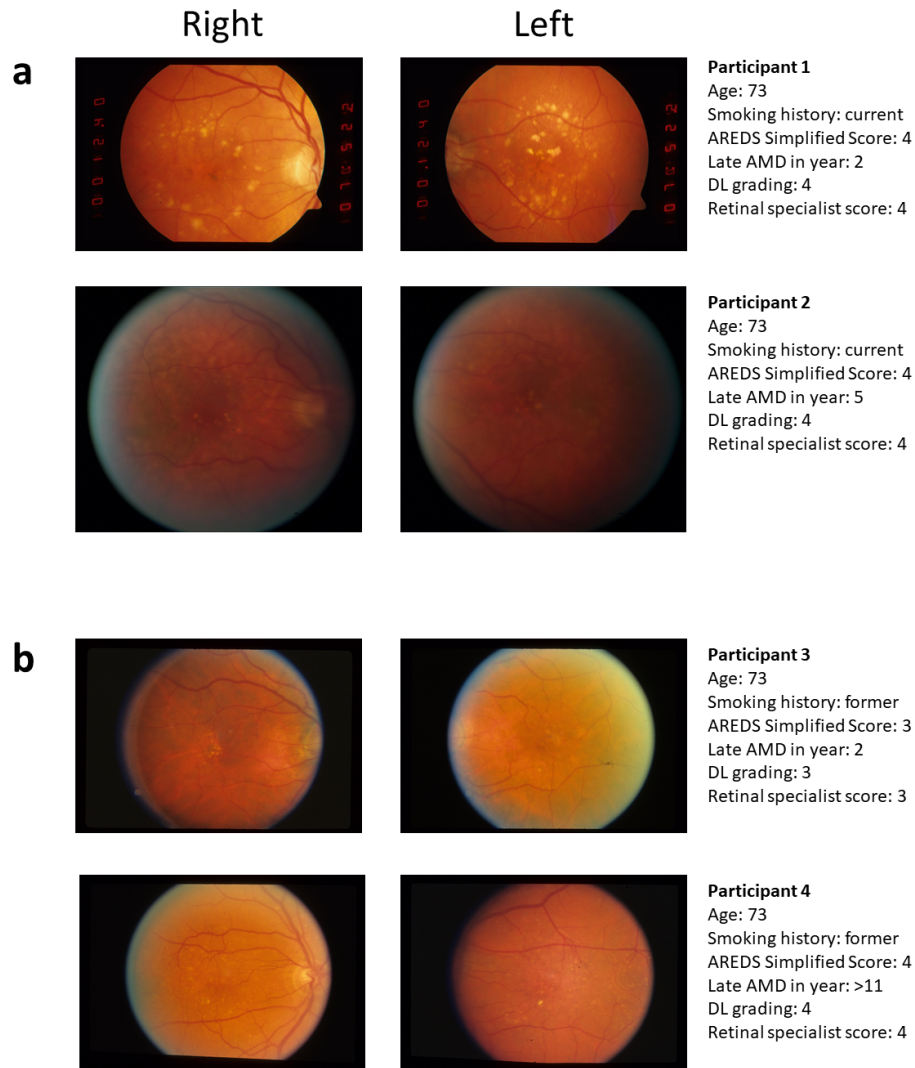 Right
Left
a
Participant 1
Age: 73
Smoking history: current
AREDS Simplified Score: 4
Late AMD in year: 2
DL grading: 4
Retinal specialist score: 4
Participant 2
Age: 73
Smoking history: current
AREDS Simplified Score: 4
Late AMD in year: 5
DL grading: 4
Retinal specialist score: 4
b
Participant 3
Age: 73
Smoking history: former
AREDS Simplified Score: 3
Late AMD in year: 2
DL grading: 3
Retinal specialist score: 3
Participant 4
Age: 73
Smoking history: former
AREDS Simplified Score: 4
Late AMD in year: >11
DL grading: 4
Retinal specialist score: 4